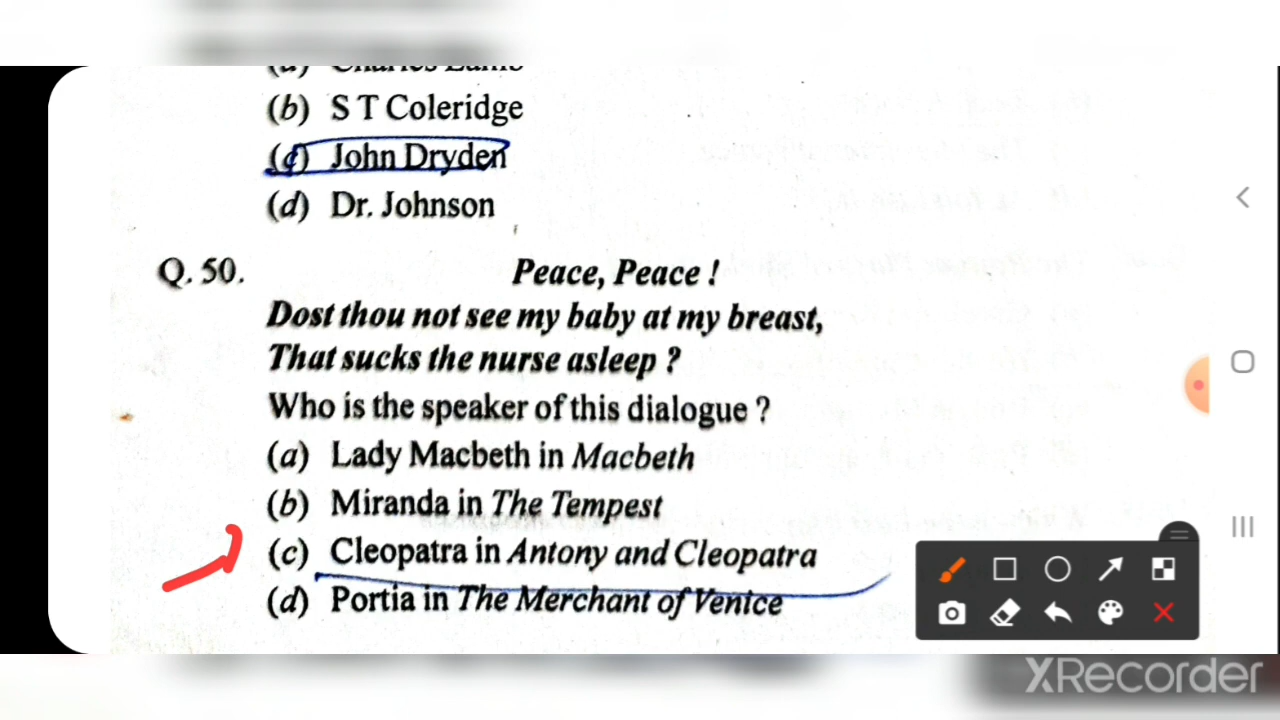 (a) Charles Lamb
(b) S T Coleridge
(c) John Dryden
(d) Dr. Johnson
Q. 50. Peace, Peace !
Dost thou not see my baby at my breast,
That sucks the nurse asleep ?
Who is the speaker of this dialogue ?
(a) Lady Macbeth in Macbeth
(b) Miranda in The Tempest
(c) Cleopatra in Antony and Cleopatra
(d) Portia in The Merchant of Venice
XRecorder